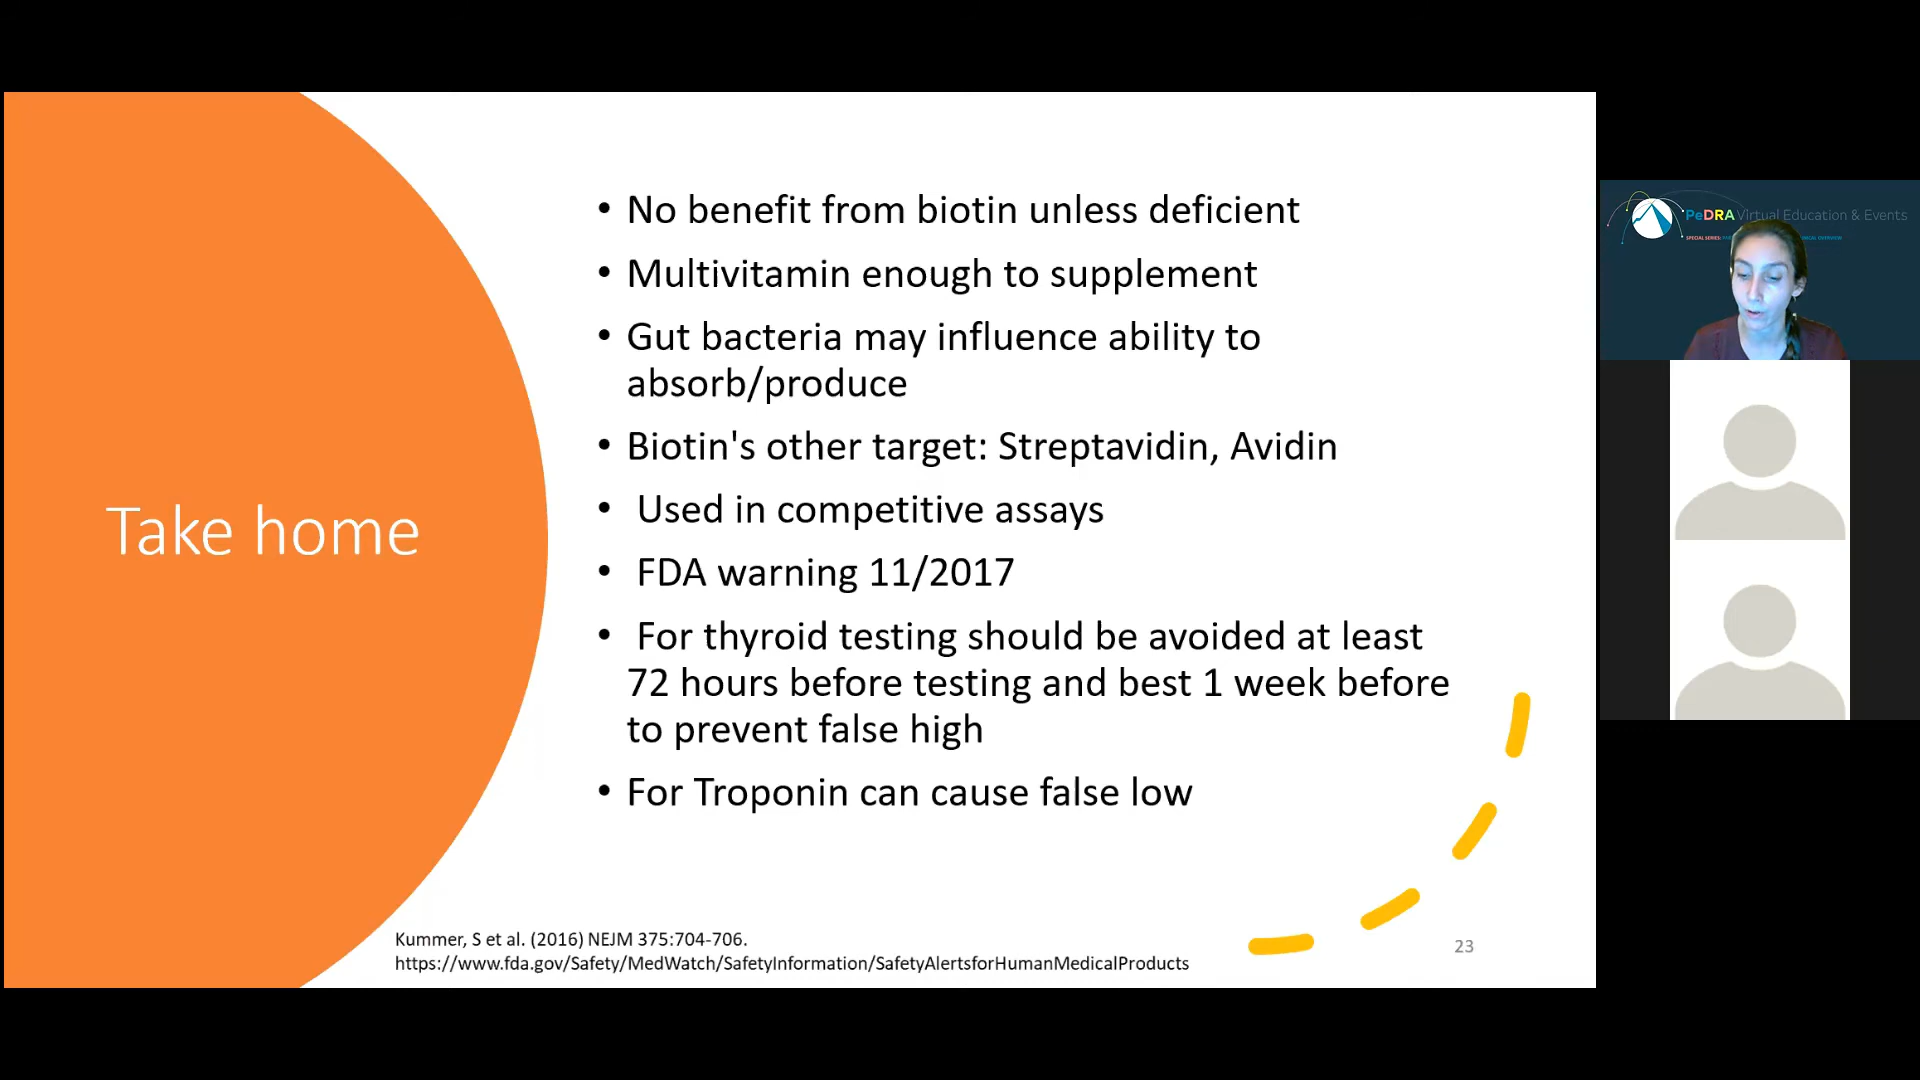 Take home
• No benefit from biotin unless deficient
• Multivitamin enough to supplement
• Gut bacteria may influence ability to
absorb/produce
• Biotin's other target: Streptavidin, Avidin
• Used in competitive assays
• FDA warning 11/2017
• For thyroid testing should be avoided at least
72 hours before testing and best 1 week before
to prevent false high
• For Troponin can cause false low
Kummer, S et al. (2016) NEJM 375:704-706.
https://www.fda.gov/Safety/MedWatch/SafetyInformation/SafetyAlertsforHumanMedicalProducts
23
PeDRA Virtual Education & Events
SPECIAL SERIES: OVERVIEW